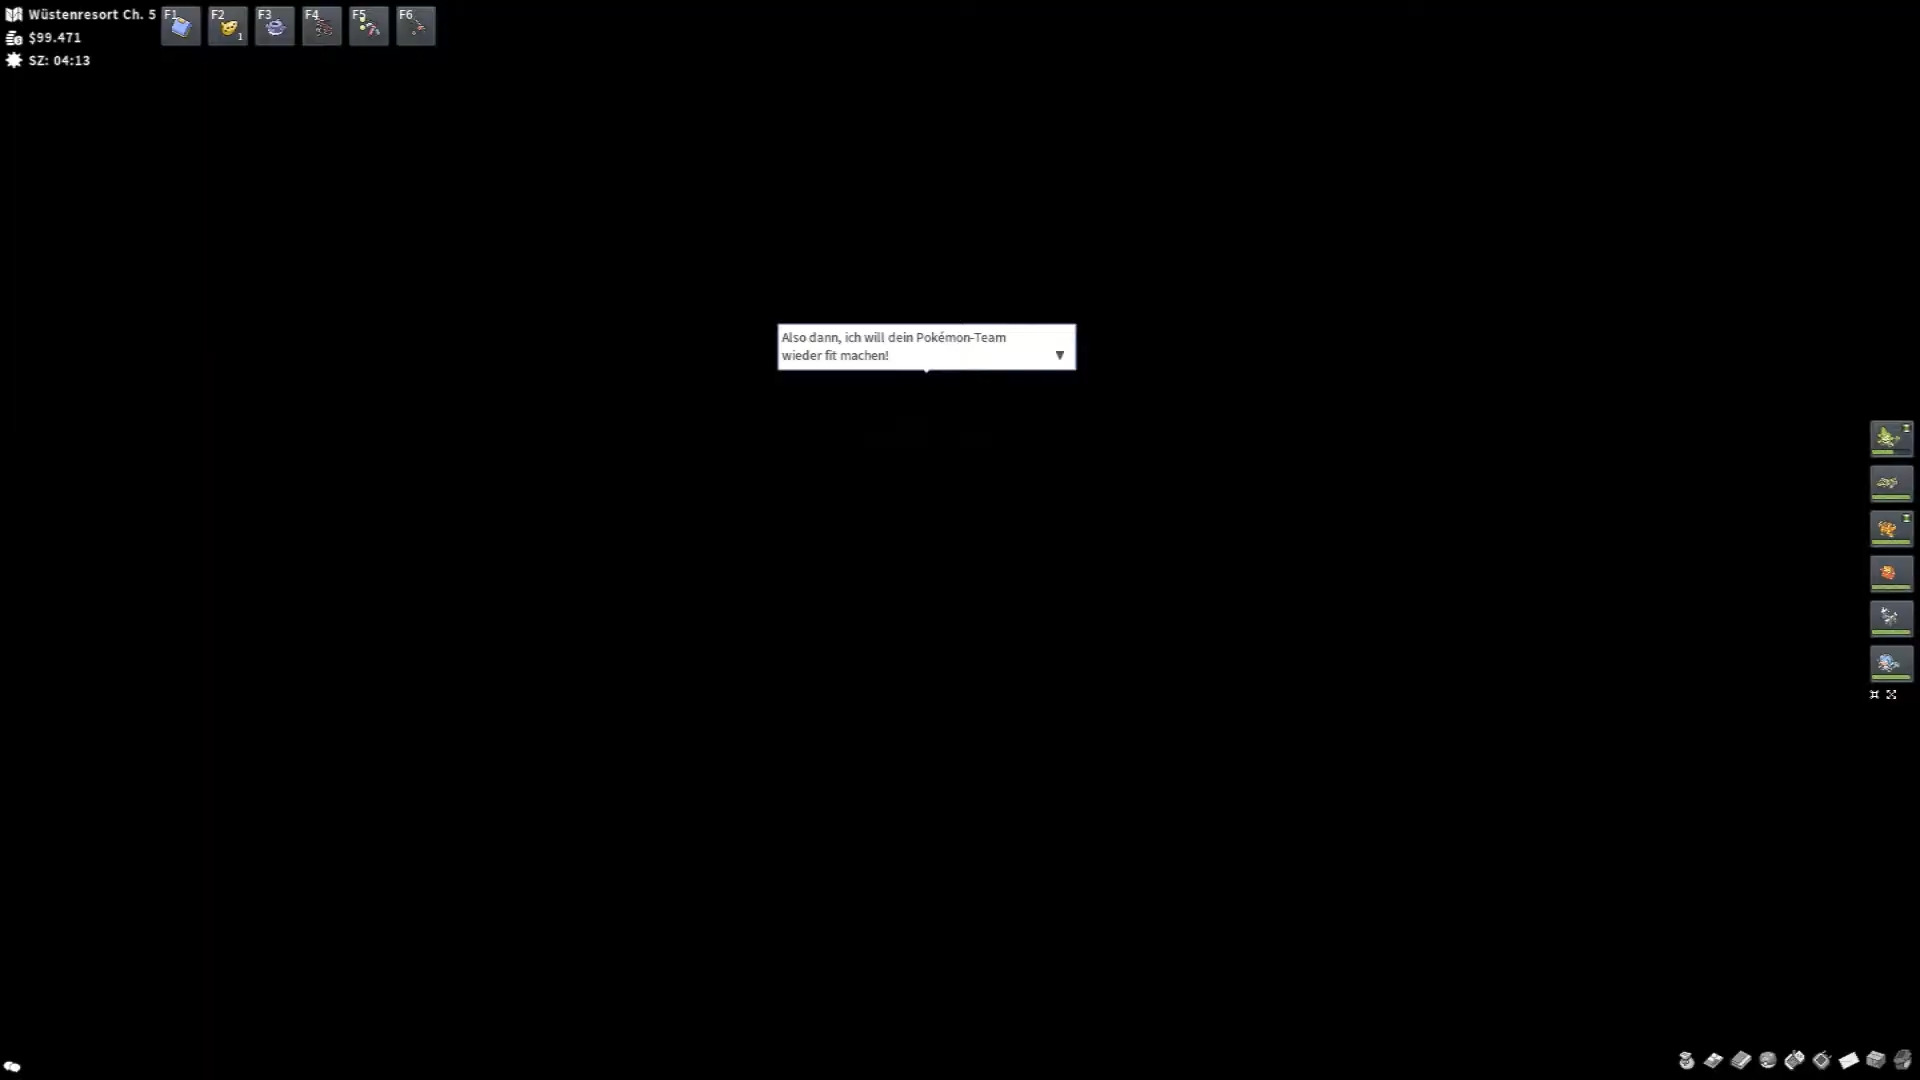 Wüstenresort Ch. 5
$99.471
SZ: 04:13
F1 F2 F3 F4 F5 F6
1
Also dann, ich will dein Pokémon-Team
wieder fit machen!